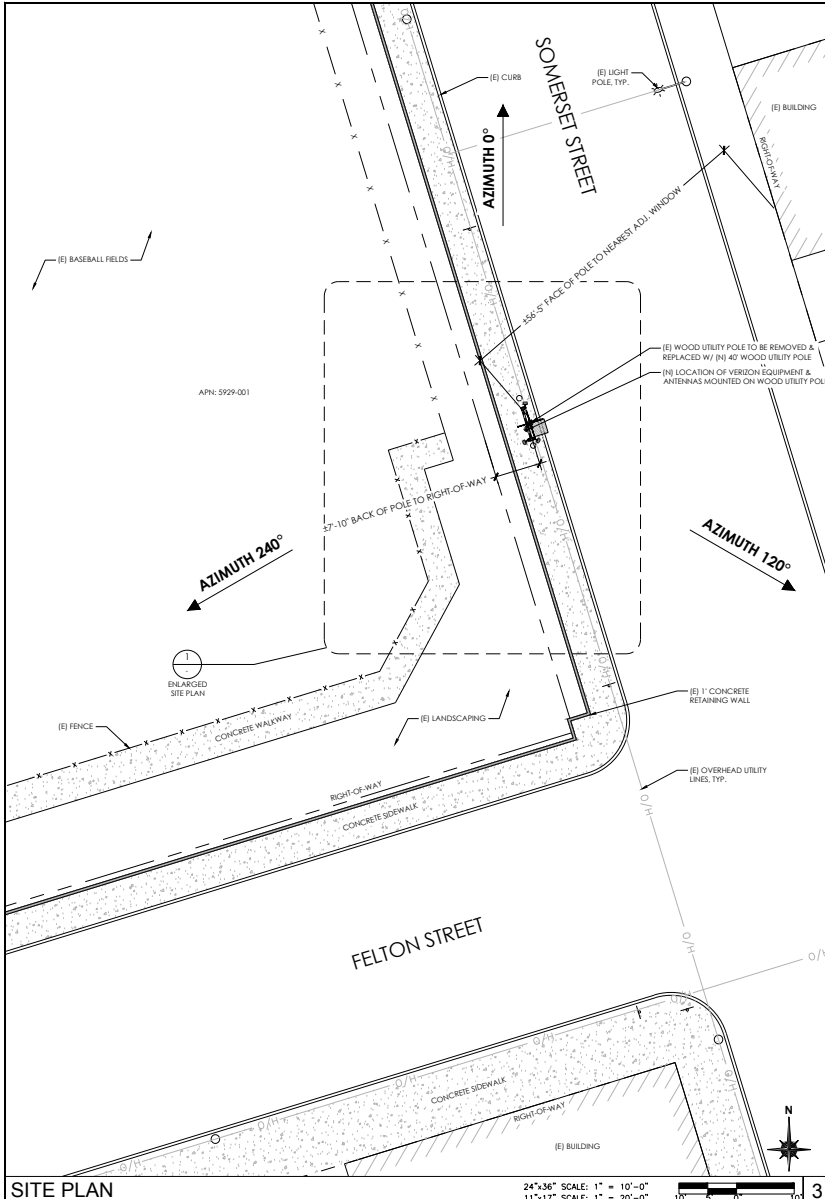 SOMERSET STREET
(E) CURB
(E) LIGHT
POLE, TYP.
(E) BUILDING
RIGHT-OF-WAY
AZIMUTH 0°
O/H
O/H
X
X
X
X
X
X
(E) BASEBALL FIELDS
±56'-5" FACE OF POLE TO NEAREST ADJ. WINDOW
O/H
(E) WOOD UTILITY POLE TO BE REMOVED &
REPLACED W/ (N) 40' WOOD UTILITY POLE
(N) LOCATION OF VERIZON EQUIPMENT &
ANTENNAS MOUNTED ON WOOD UTILITY POLE
APN: 5929-001
±7'-10" BACK OF POLE TO RIGHT-OF-WAY
O/H
AZIMUTH 240°
AZIMUTH 120°
1
-
ENLARGED
SITE PLAN
O/H
(E) 1' CONCRETE
RETAINING WALL
(E) LANDSCAPING
(E) FENCE
CONCRETE WALKWAY
(E) OVERHEAD UTILITY
LINES, TYP.
RIGHT-OF-WAY
CONCRETE SIDEWALK
O/H
FELTON STREET
O/H
O/H
O/H
O/H
O/H
O/H
CONCRETE SIDEWALK
RIGHT-OF-WAY
O/H
O/H
(E) BUILDING
O/H
N
SITE PLAN
24"x36" SCALE: 1" = 10'-0"
11"x17" SCALE: 1" = 20'-0"
10' 5' 0' 10'
3